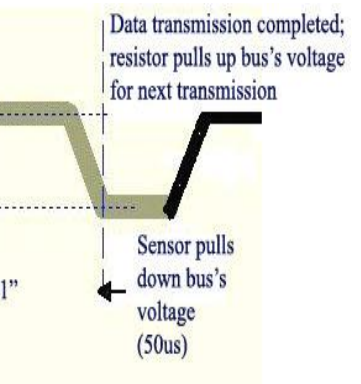 Data transmission completed;
resistor pulls up bus’s voltage
for next transmission
1”
Sensor pulls
down bus’s
voltage
(50us)